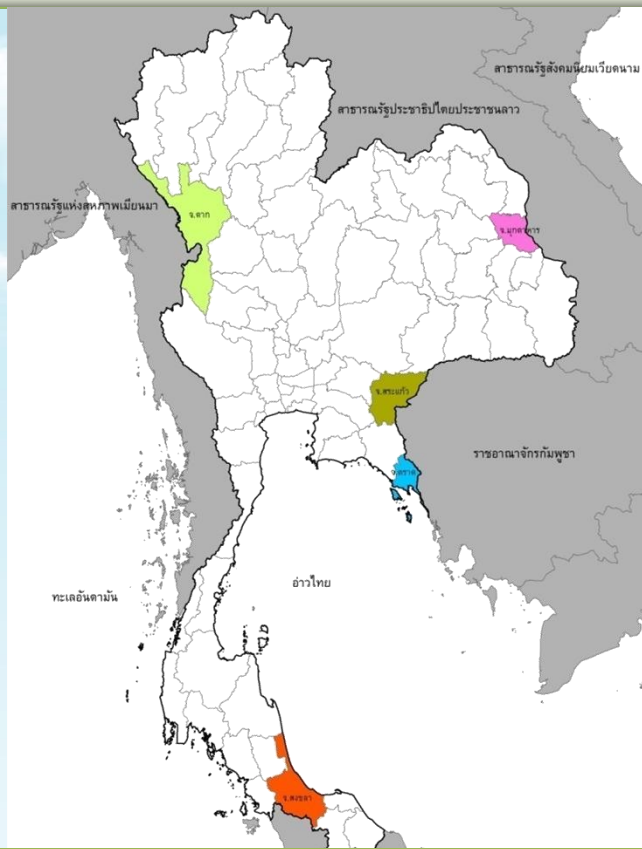 สาธารณรัฐสังคมนิยมเวียดนาม
สาธารณรัฐประชาธิปไตยประชาชนลาว
สาธารณรัฐแห่งสหภาพเมียนมา
จ.ตาก
จ.มุกดาหาร
จ.สระแก้ว
ราชอาณาจักรกัมพูชา
จ.ตราด
อ่าวไทย
ทะเลอันดามัน
จ.สงขลา